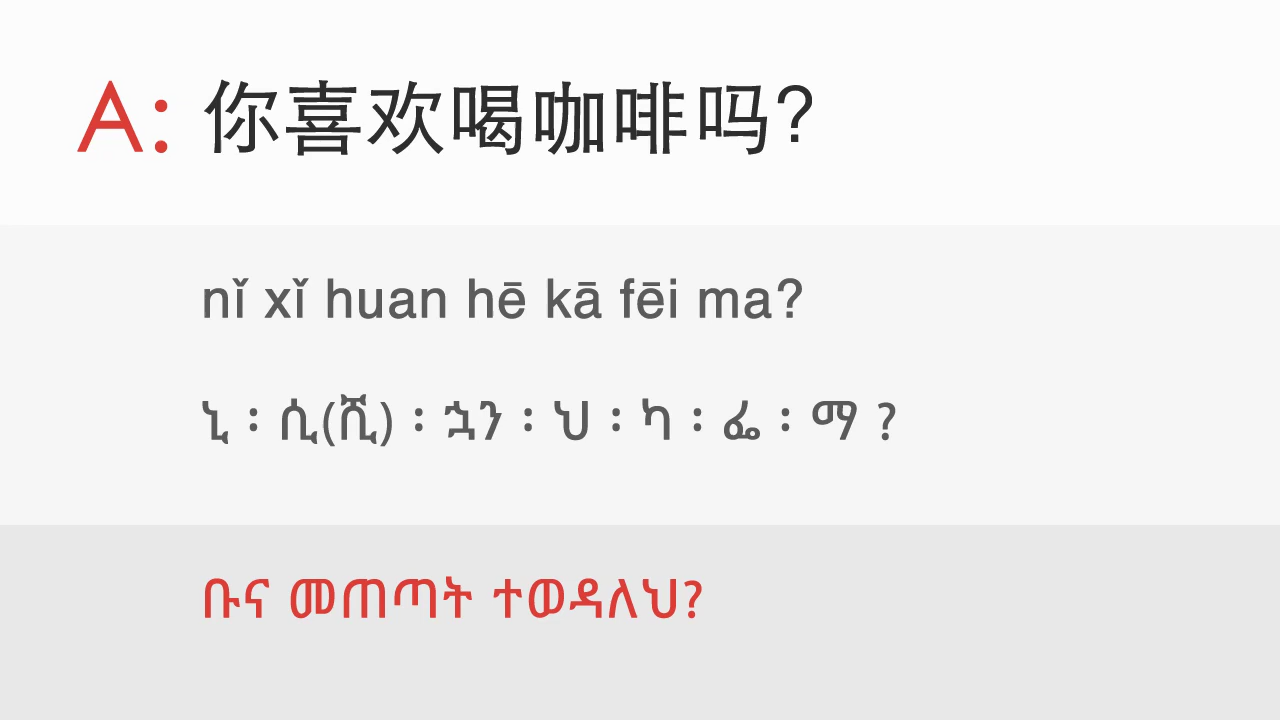 A: 你喜欢喝咖啡吗?
nǐ xǐ huan hē kā fēi ma?
ኒ ፡ ሲ(ሺ) ፡ ኋን ፡ ህ ፡ ካ ፡ ፌ ፡ ማ ?
ቡና መጠጣት ተወዳለህ?